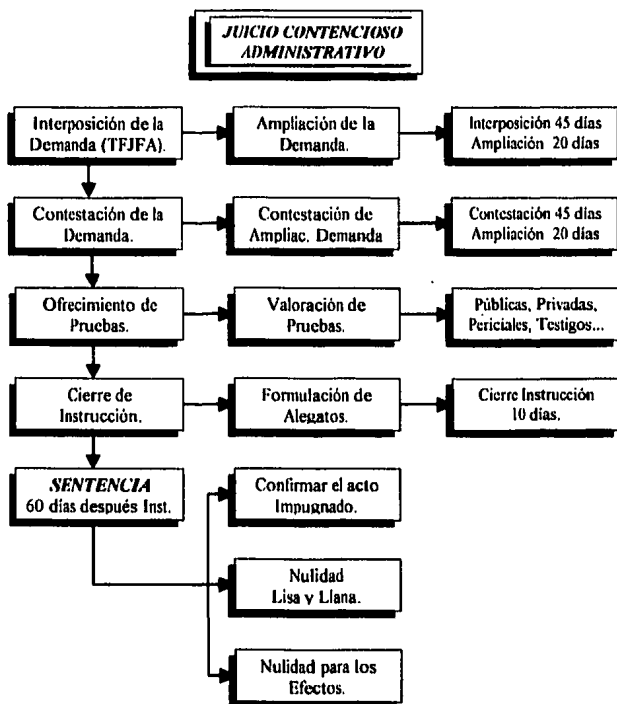 JUICIO CONTENCIOSO
ADMINISTRATIVO
Interposición de la
Demanda (TFJFA).
Ampliación de la
Demanda.
Interposición 45 días
Ampliación 20 días
Contestación de la
Demanda.
Contestación de
Ampliac. Demanda
Contestación 45 días
Ampliación 20 días
Ofrecimiento de
Pruebas.
Valoración de
Pruebas.
Públicas, Privadas,
Periciales, Testigos...
Cierre de
Instrucción.
Formulación de
Alegatos.
Cierre Instrucción
10 días.
SENTENCIA
60 días después Inst.
Confirmar el acto
Impugnado.
Nulidad
Lisa y Llana.
Nulidad para los
Efectos.